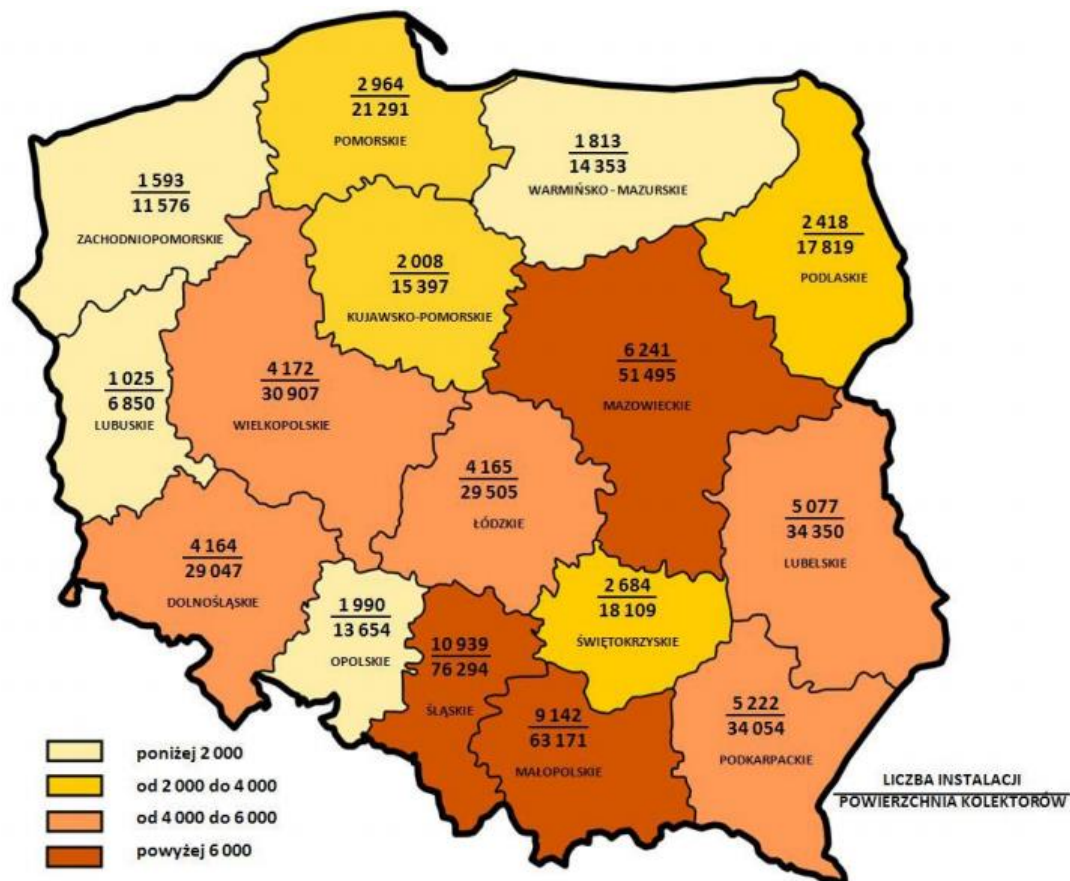 2 964
21 291
POMORSKIE
1 813
14 353
WARMIŃSKO - MAZURSKIE
1 593
11 576
ZACHODNIOPOMORSKIE
2 418
17 819
PODLASKIE
2 008
15 397
KUJAWSKO-POMORSKIE
6 241
51 495
MAZOWIECKIE
1 025
6 850
LUBUSKIE
4 172
30 907
WIELKOPOLSKIE
4 165
29 505
ŁÓDZKIE
5 077
34 350
LUBELSKIE
4 164
29 047
DOLNOŚLĄSKIE
1 990
13 654
OPOLSKIE
10 939
76 294
ŚLĄSKIE
2 684
18 109
ŚWIĘTOKRZYSKIE
9 142
63 171
MAŁOPOLSKIE
5 222
34 054
PODKARPACKIE
poniżej 2 000
od 2 000 do 4 000
od 4 000 do 6 000
powyżej 6 000
LICZBA INSTALACJI
POWIERZCHNIA KOLEKTORÓW